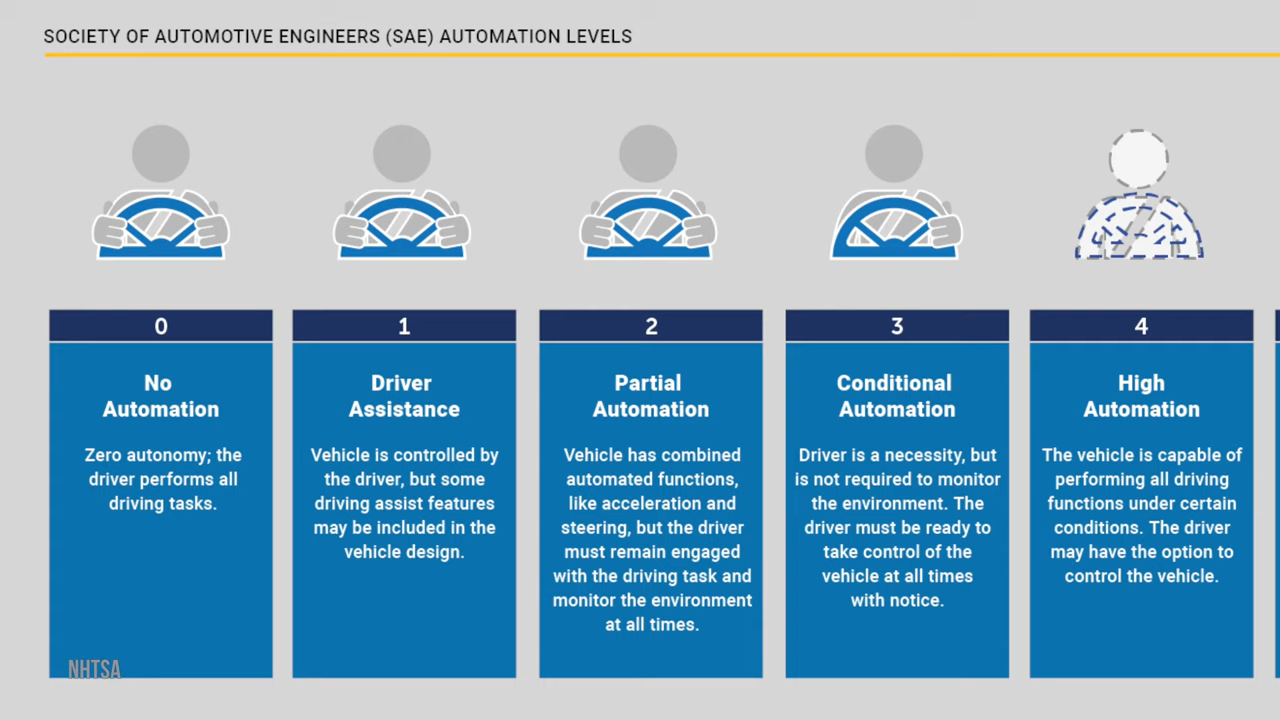 SOCIETY OF AUTOMOTIVE ENGINEERS (SAE) AUTOMATION LEVELS
0
No
Automation
Zero autonomy; the
driver performs all
driving tasks.
1
Driver
Assistance
Vehicle is controlled by
the driver, but some
driving assist features
may be included in the
vehicle design.
2
Partial
Automation
Vehicle has combined
automated functions,
like acceleration and
steering, but the driver
must remain engaged
with the driving task and
monitor the environment
at all times.
3
Conditional
Automation
Driver is a necessity, but
is not required to monitor
the environment. The
driver must be ready to
take control of the
vehicle at all times
with notice.
4
High
Automation
The vehicle is capable of
performing all driving
functions under certain
conditions. The driver
may have the option to
control the vehicle.
NHTSA